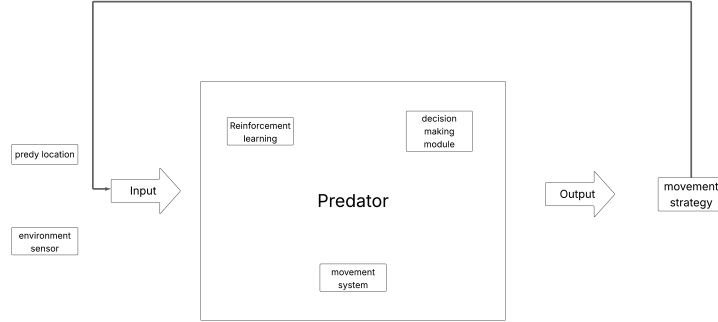 Reinforcement
learning
decision
making
module
predy location
Input
Predator
Output
movement
strategy
environment
sensor
movement
system